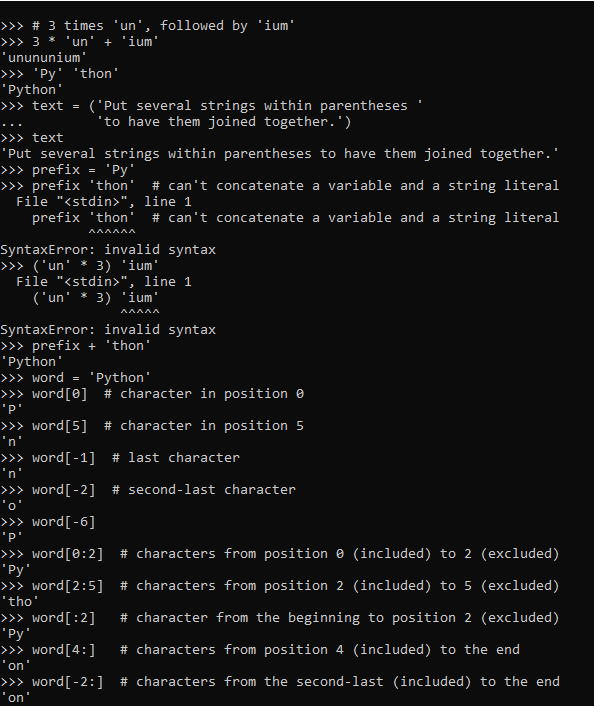 >>> # 3 times 'un', followed by 'ium'
>>> 3 * 'un' + 'ium'
'unununium'
>>> 'Py' 'thon'
'Python'
>>> text = ('Put several strings within parentheses '
...         'to have them joined together.')
>>> text
'Put several strings within parentheses to have them joined together.'
>>> prefix = 'Py'
>>> prefix 'thon'  # can't concatenate a variable and a string literal
  File "<stdin>", line 1
    prefix 'thon'  # can't concatenate a variable and a string literal
           ^^^^^^
SyntaxError: invalid syntax
>>> ('un' * 3) 'ium'
  File "<stdin>", line 1
    ('un' * 3) 'ium'
               ^^^^^
SyntaxError: invalid syntax
>>> prefix + 'thon'
'Python'
>>> word = 'Python'
>>> word[0]  # character in position 0
'P'
>>> word[5]  # character in position 5
'n'
>>> word[-1]  # last character
'n'
>>> word[-2]  # second-last character
'o'
>>> word[-6]
'P'
>>> word[0:2]  # characters from position 0 (included) to 2 (excluded)
'Py'
>>> word[2:5]  # characters from position 2 (included) to 5 (excluded)
'tho'
>>> word[:2]   # character from the beginning to position 2 (excluded)
'Py'
>>> word[4:]   # characters from position 4 (included) to the end
'on'
>>> word[-2:]  # characters from the second-last (included) to the end
'on'